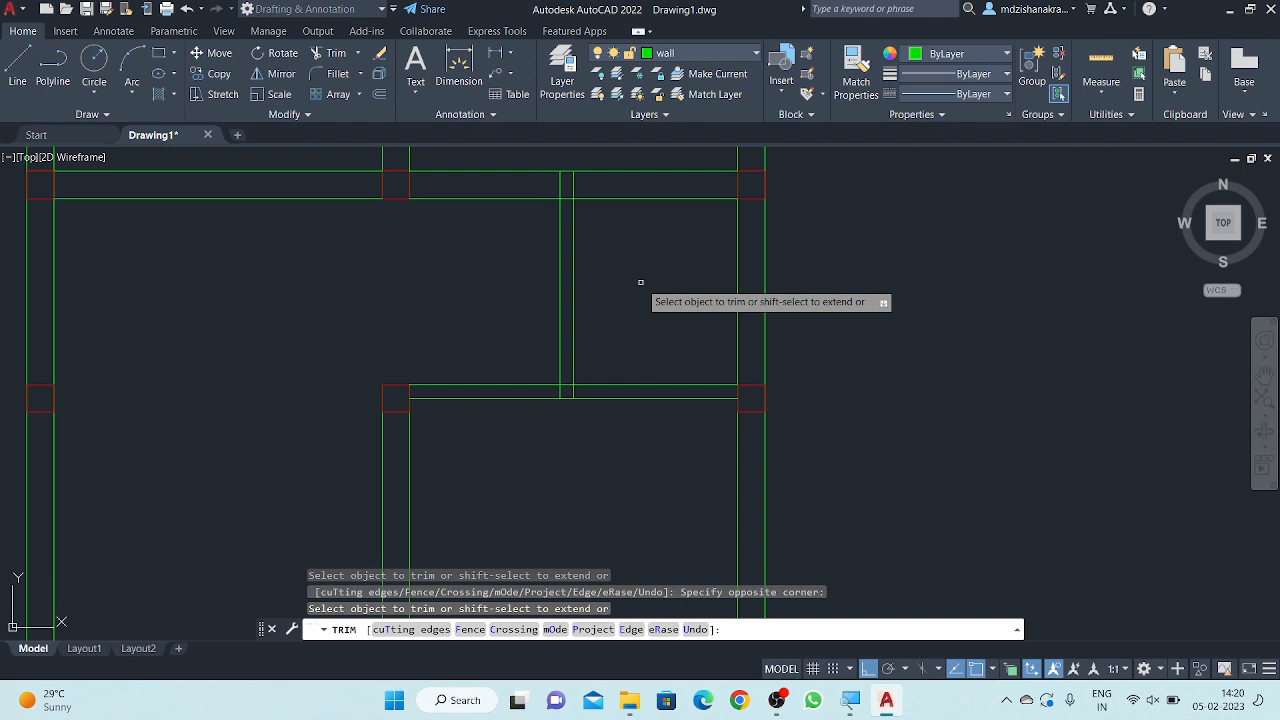 Drafting & Annotation
Share
Autodesk AutoCAD 2022 Drawing1.dwg
Type a keyword or phrase
mdzishanakra...
Home Insert Annotate Parametric View Manage Output Add-ins Collaborate Express Tools Featured Apps
Line Polyline Circle Arc
Move Rotate Trim
Copy Mirror Fillet
Stretch Scale Array
Text Dimension
Table
Layer Properties
wall
Make Current
Match Layer
Insert
Match Properties
ByLayer
ByLayer
ByLayer
Group
Measure
Paste
Base
Draw Modify Annotation Layers Block Properties Groups Utilities Clipboard View
Start Drawing1*
[−][Top][2D Wireframe]
N
W TOP E
S
WCS
Select object to trim or shift-select to extend or
Y
X
Select object to trim or shift-select to extend or
[cuTting edges/Fence/Crossing/mOde/Project/Edge/eRase/Undo]: Specify opposite corner:
Select object to trim or shift-select to extend or
TRIM [cuTting edges Fence Crossing mOde Project Edge eRase Undo]:
Model Layout1 Layout2
MODEL 1:1
29°C
Sunny
Search
ENG
IN
14:20
05-02-2023